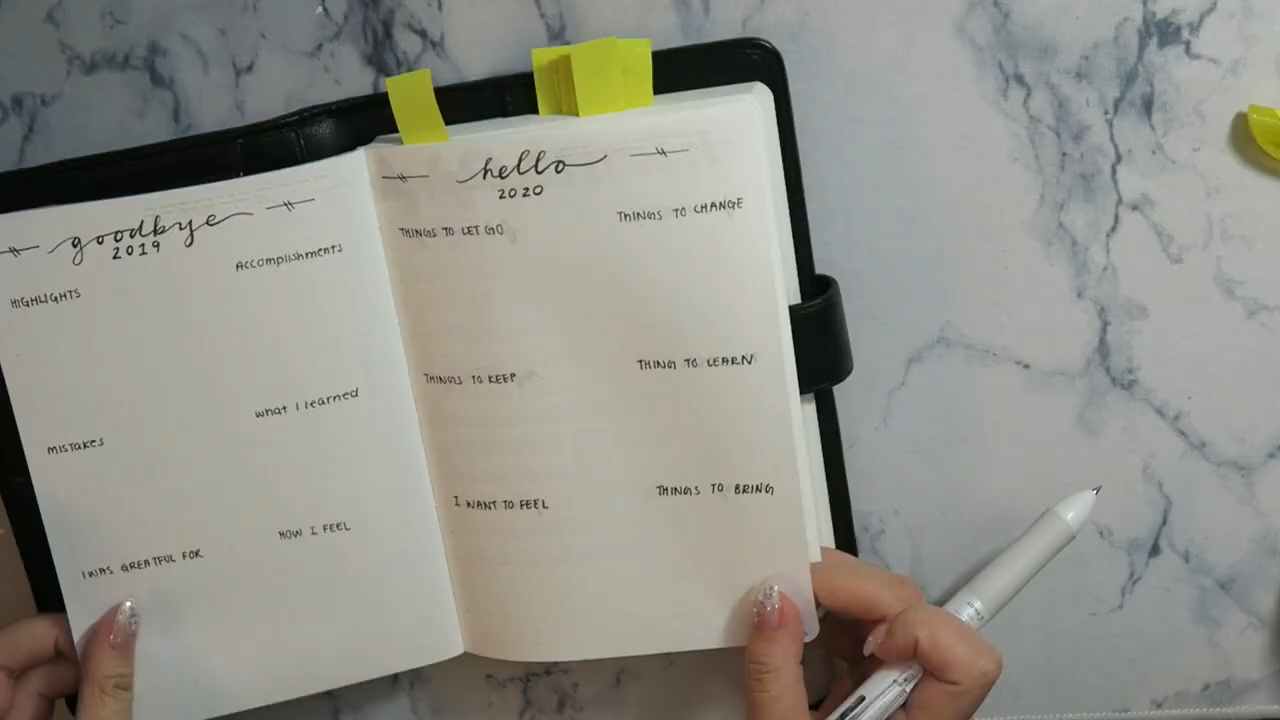 goodbye
2019
Accomplishments
HIGHLIGHTS
what I learned
MISTAKES
HOW I FEEL
I WAS GREATFUL FOR
hello
2020
THINGS TO LET GO
THINGS TO CHANGE
THINGS TO KEEP
THING TO LEARN
I WANT TO FEEL
THINGS TO BRING